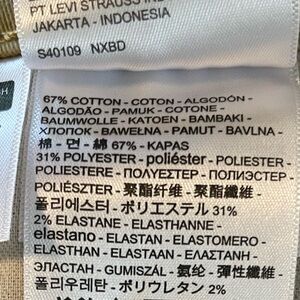 PT LEVI STRAUSS
JAKARTA - INDONESIA
S40109 NXBD
67% COTTON - COTON - ALGODÓN -
ALGODÃO - PAMUK - COTONE -
BAUMWOLLE - KATOEN - BAMBAKI -
ХЛОПОК - BAWEŁNA - PAMUT - BAVLNA -
棉 - 면 - 綿 67% - KAPAS
31% POLYESTER - poliéster - POLIESTER -
POLIESTERE - ΠΟΛΥΕΣΤΕΡ - ПОЛИЭСТЕР -
POLIÉSZTER - 聚酯纤维 - 聚酯纖維 -
폴리에스터 - ポリエステル 31%
2% ELASTANE - ELASTHANNE -
elastano - ELASTAN - ELASTOMERO -
ELASTHAN - ELASTAAN - ΕΛΑΣΤΑΝ -
ЭЛАСТАН - GUMISZÁL - 氨纶 - 彈性纖維 -
폴리우레탄 - ポリウレタン 2%